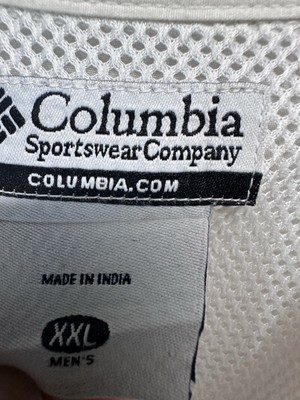 Columbia
Sportswear Company
COLUMBIA.COM
MADE IN INDIA
XXL
MEN'S